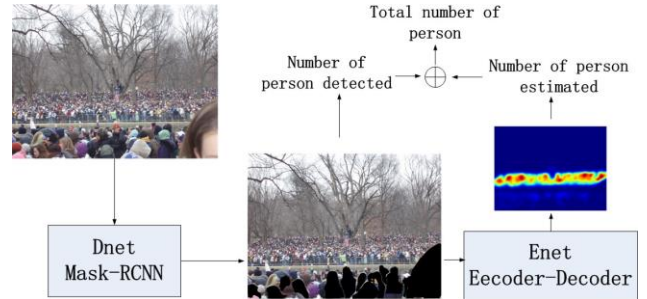 Total number of
person
Number of
person detected
Number of person
estimated
Dnet
Mask-RCNN
Enet
Eecoder-Decoder